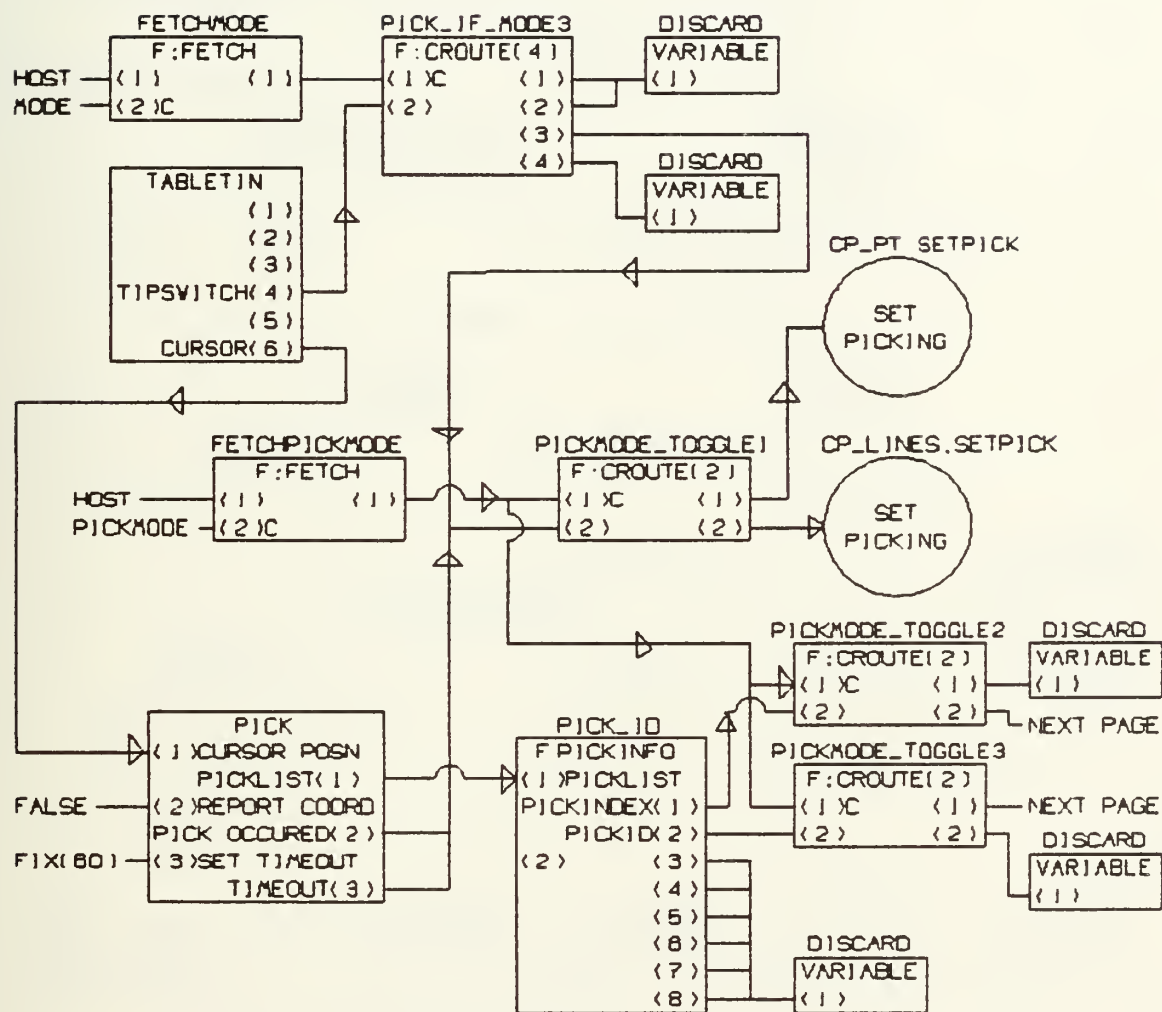 FETCHMODE
F:FETCH
HOST <1> <1>
MODE <2>C
PICK_IF_MODE3
F:CROUTE(4)
<1>C <1>
<2> <2>
<3>
<4>
DISCARD
VARIABLE
<1>
DISCARD
VARIABLE
<1>
TABLETIN
<1>
<2>
<3>
TIPSWITCH<4>
<5>
CURSOR<6>
CP_PT SETPICK
SET
PICKING
FETCHPICKMODE
F:FETCH
HOST <1> <1>
PICKMODE <2>C
PICKMODE_TOGGLE1
F:CROUTE(2)
<1>C <1>
<2> <2>
CP_LINES.SETPICK
SET
PICKING
PICKMODE_TOGGLE2
F:CROUTE(2)
<1>C <1>
<2> <2>
DISCARD
VARIABLE
<1>
NEXT PAGE
PICK
<1>CURSOR POSN
PICKLIST<1>
FALSE <2>REPORT COORD
PICK OCCURED<2>
FIX(60) <3>SET TIMEOUT
TIMEOUT<3>
PICK_ID
F PICKINFO
<1>PICKLIST
PICKINDEX<1>
PICKID<2>
<2> <3>
<4>
<5>
<6>
<7>
<8>
PICKMODE_TOGGLE3
F:CROUTE(2)
<1>C <1>
<2> <2>
NEXT PAGE
DISCARD
VARIABLE
<1>
DISCARD
VARIABLE
<1>